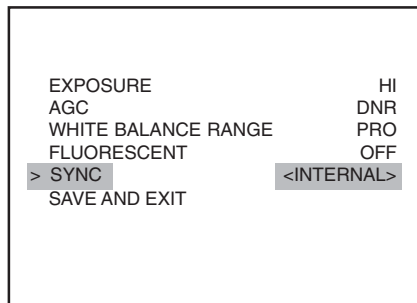 EXPOSURE HI
AGC DNR
WHITE BALANCE RANGE PRO
FLUORESCENT OFF
> SYNC <INTERNAL>
SAVE AND EXIT